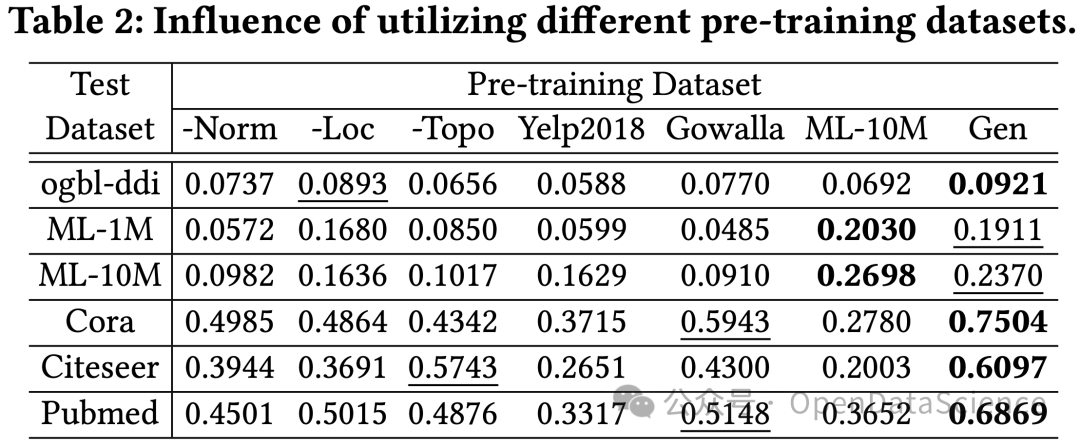 Table 2: Influence of utilizing different pre-training datasets.
Test Dataset Pre-training Dataset
-Norm -Loc -Topo Yelp2018 Gowalla ML-10M Gen
ogbl-ddi 0.0737 0.0893 0.0656 0.0588 0.0770 0.0692 0.0921
ML-1M 0.0572 0.1680 0.0850 0.0599 0.0485 0.2030 0.1911
ML-10M 0.0982 0.1636 0.1017 0.1629 0.0910 0.2698 0.2370
Cora 0.4985 0.4864 0.4342 0.3715 0.5943 0.2780 0.7504
Citeseer 0.3944 0.3691 0.5743 0.2651 0.4300 0.2003 0.6097
Pubmed 0.4501 0.5015 0.4876 0.3317 0.5148 0.3652 0.6869
公众号 · OpenDataScience